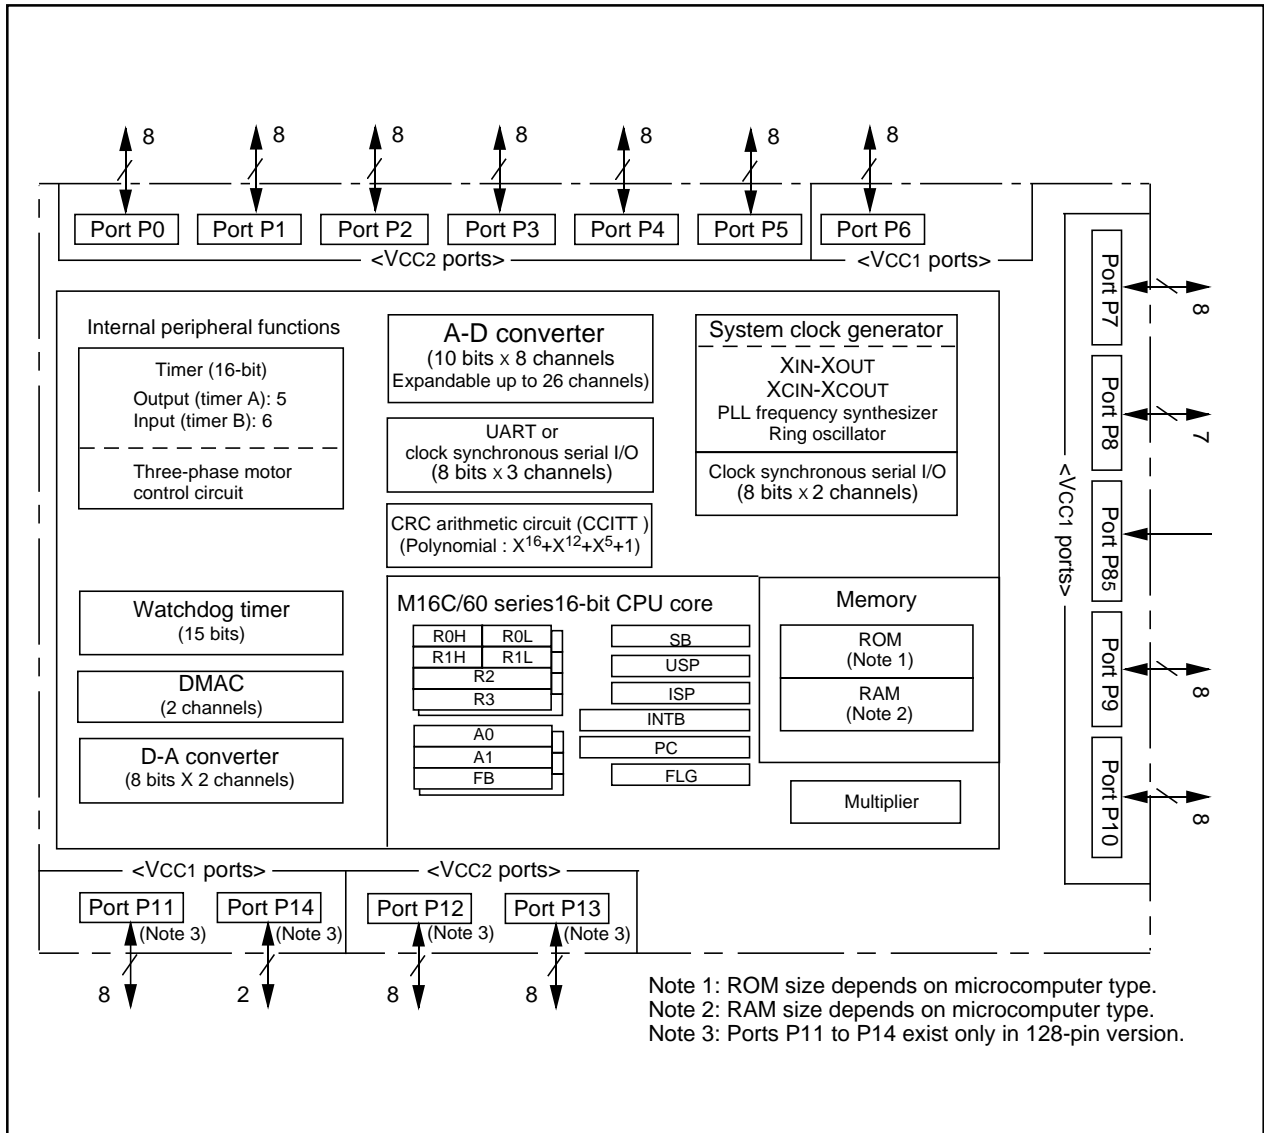 8 8 8 8 8 8 8
Port P0 Port P1 Port P2 Port P3 Port P4 Port P5 Port P6
<VCC2 ports> <VCC1 ports>
Internal peripheral functions
Timer (16-bit)
Output (timer A): 5
Input (timer B): 6
Three-phase motor
control circuit
Watchdog timer
(15 bits)
DMAC
(2 channels)
D-A converter
(8 bits X 2 channels)
A-D converter
(10 bits x 8 channels
Expandable up to 26 channels)
UART or
clock synchronous serial I/O
(8 bits x 3 channels)
CRC arithmetic circuit (CCITT )
(Polynomial : X16+X12+X5+1)
System clock generator
XIN-XOUT
XCIN-XCOUT
PLL frequency synthesizer
Ring oscillator
Clock synchronous serial I/O
(8 bits x 2 channels)
M16C/60 series16-bit CPU core
R0H R0L
R1H R1L
R2
R3
A0
A1
FB
SB
USP
ISP
INTB
PC
FLG
Memory
ROM
(Note 1)
RAM
(Note 2)
Multiplier
<VCC1 ports>
Port P7
8
Port P8
7
Port P85
Port P9
8
Port P10
8
<VCC1 ports> <VCC2 ports>
Port P11 Port P14 Port P12 Port P13
(Note 3) (Note 3) (Note 3) (Note 3)
8 2 8 8
Note 1: ROM size depends on microcomputer type.
Note 2: RAM size depends on microcomputer type.
Note 3: Ports P11 to P14 exist only in 128-pin version.